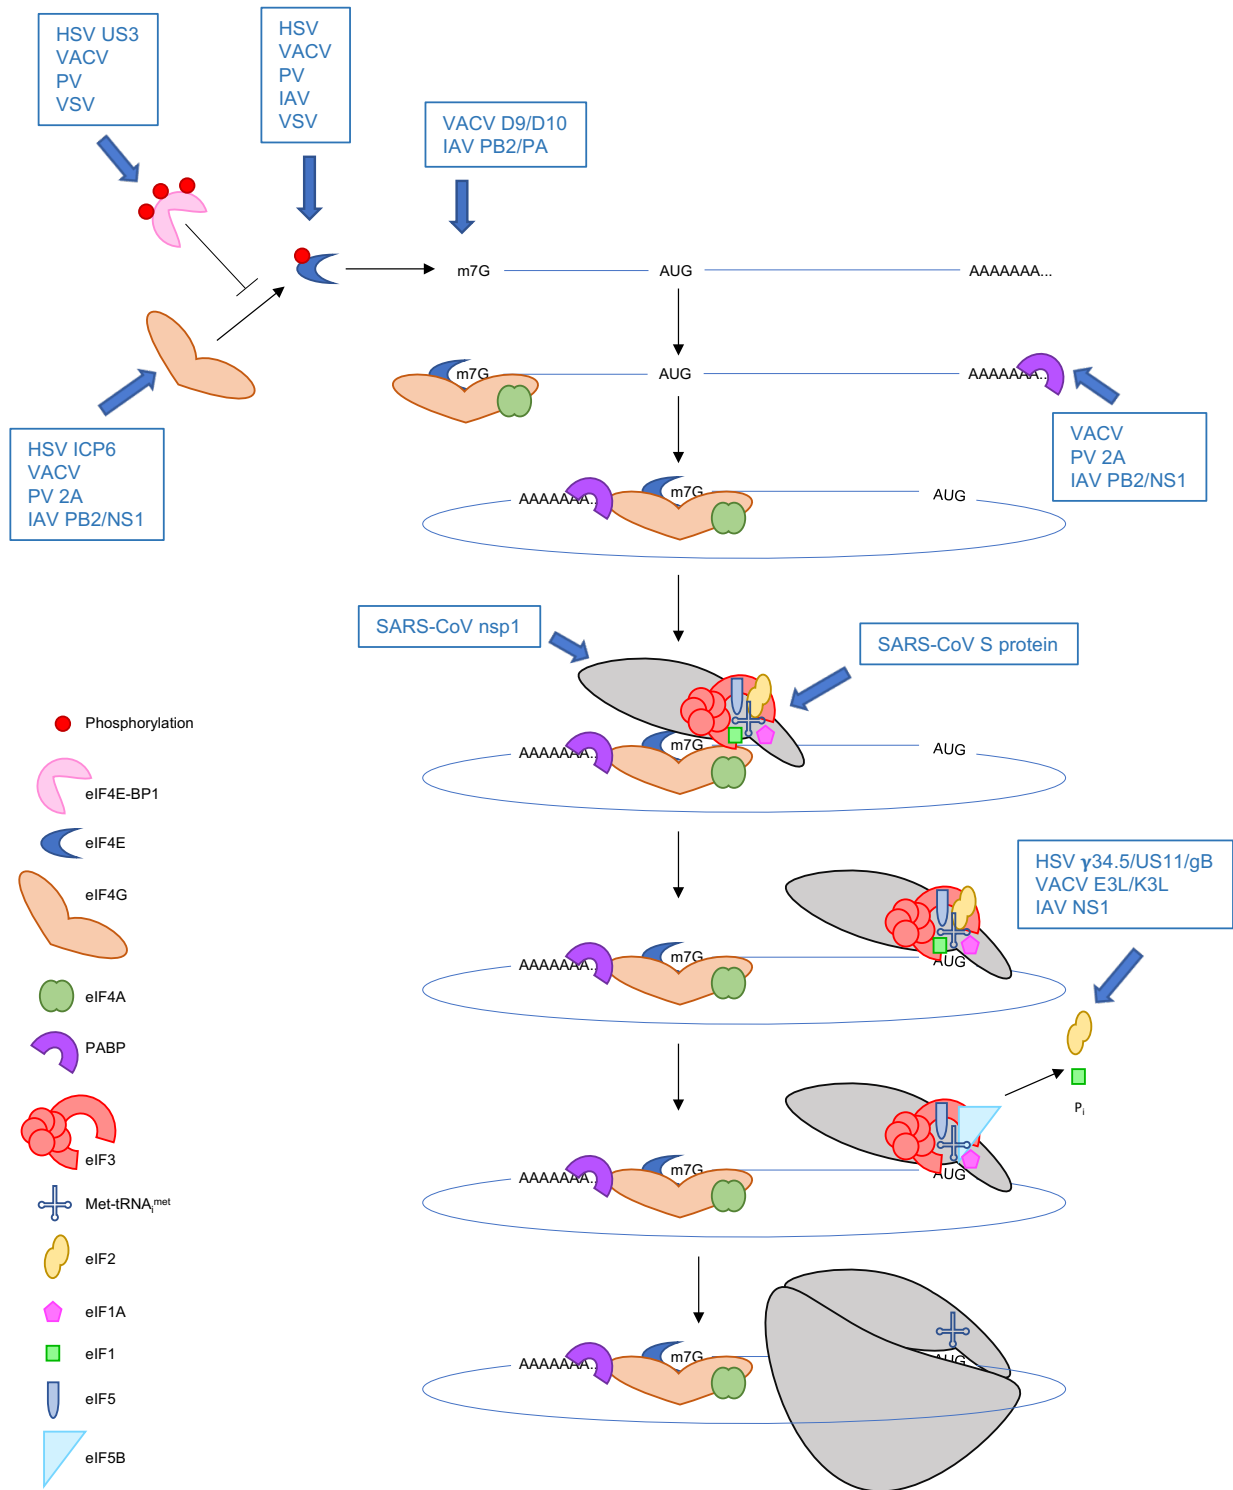 HSV US3
VACV
PV
VSV
HSV
VACV
PV
IAV
VSV
VACV D9/D10
IAV PB2/PA
m7G
AUG
AAAAAAA...
m7G
AUG
AAAAAAA...
HSV ICP6
VACV
PV 2A
IAV PB2/NS1
VACV
PV 2A
IAV PB2/NS1
AAAAAAA...
m7G
AUG
SARS-CoV nsp1
SARS-CoV S protein
AAAAAAA...
m7G
AUG
Phosphorylation
eIF4E-BP1
eIF4E
eIF4G
eIF4A
PABP
eIF3
Met-tRNAᵢᵐᵉᵗ
eIF2
eIF1A
eIF1
eIF5
eIF5B
HSV γ34.5/US11/gB
VACV E3L/K3L
IAV NS1
AAAAAAA...
m7G
AUG
Pᵢ
AAAAAAA...
m7G
AUG
AAAAAAA...
m7G
AUG